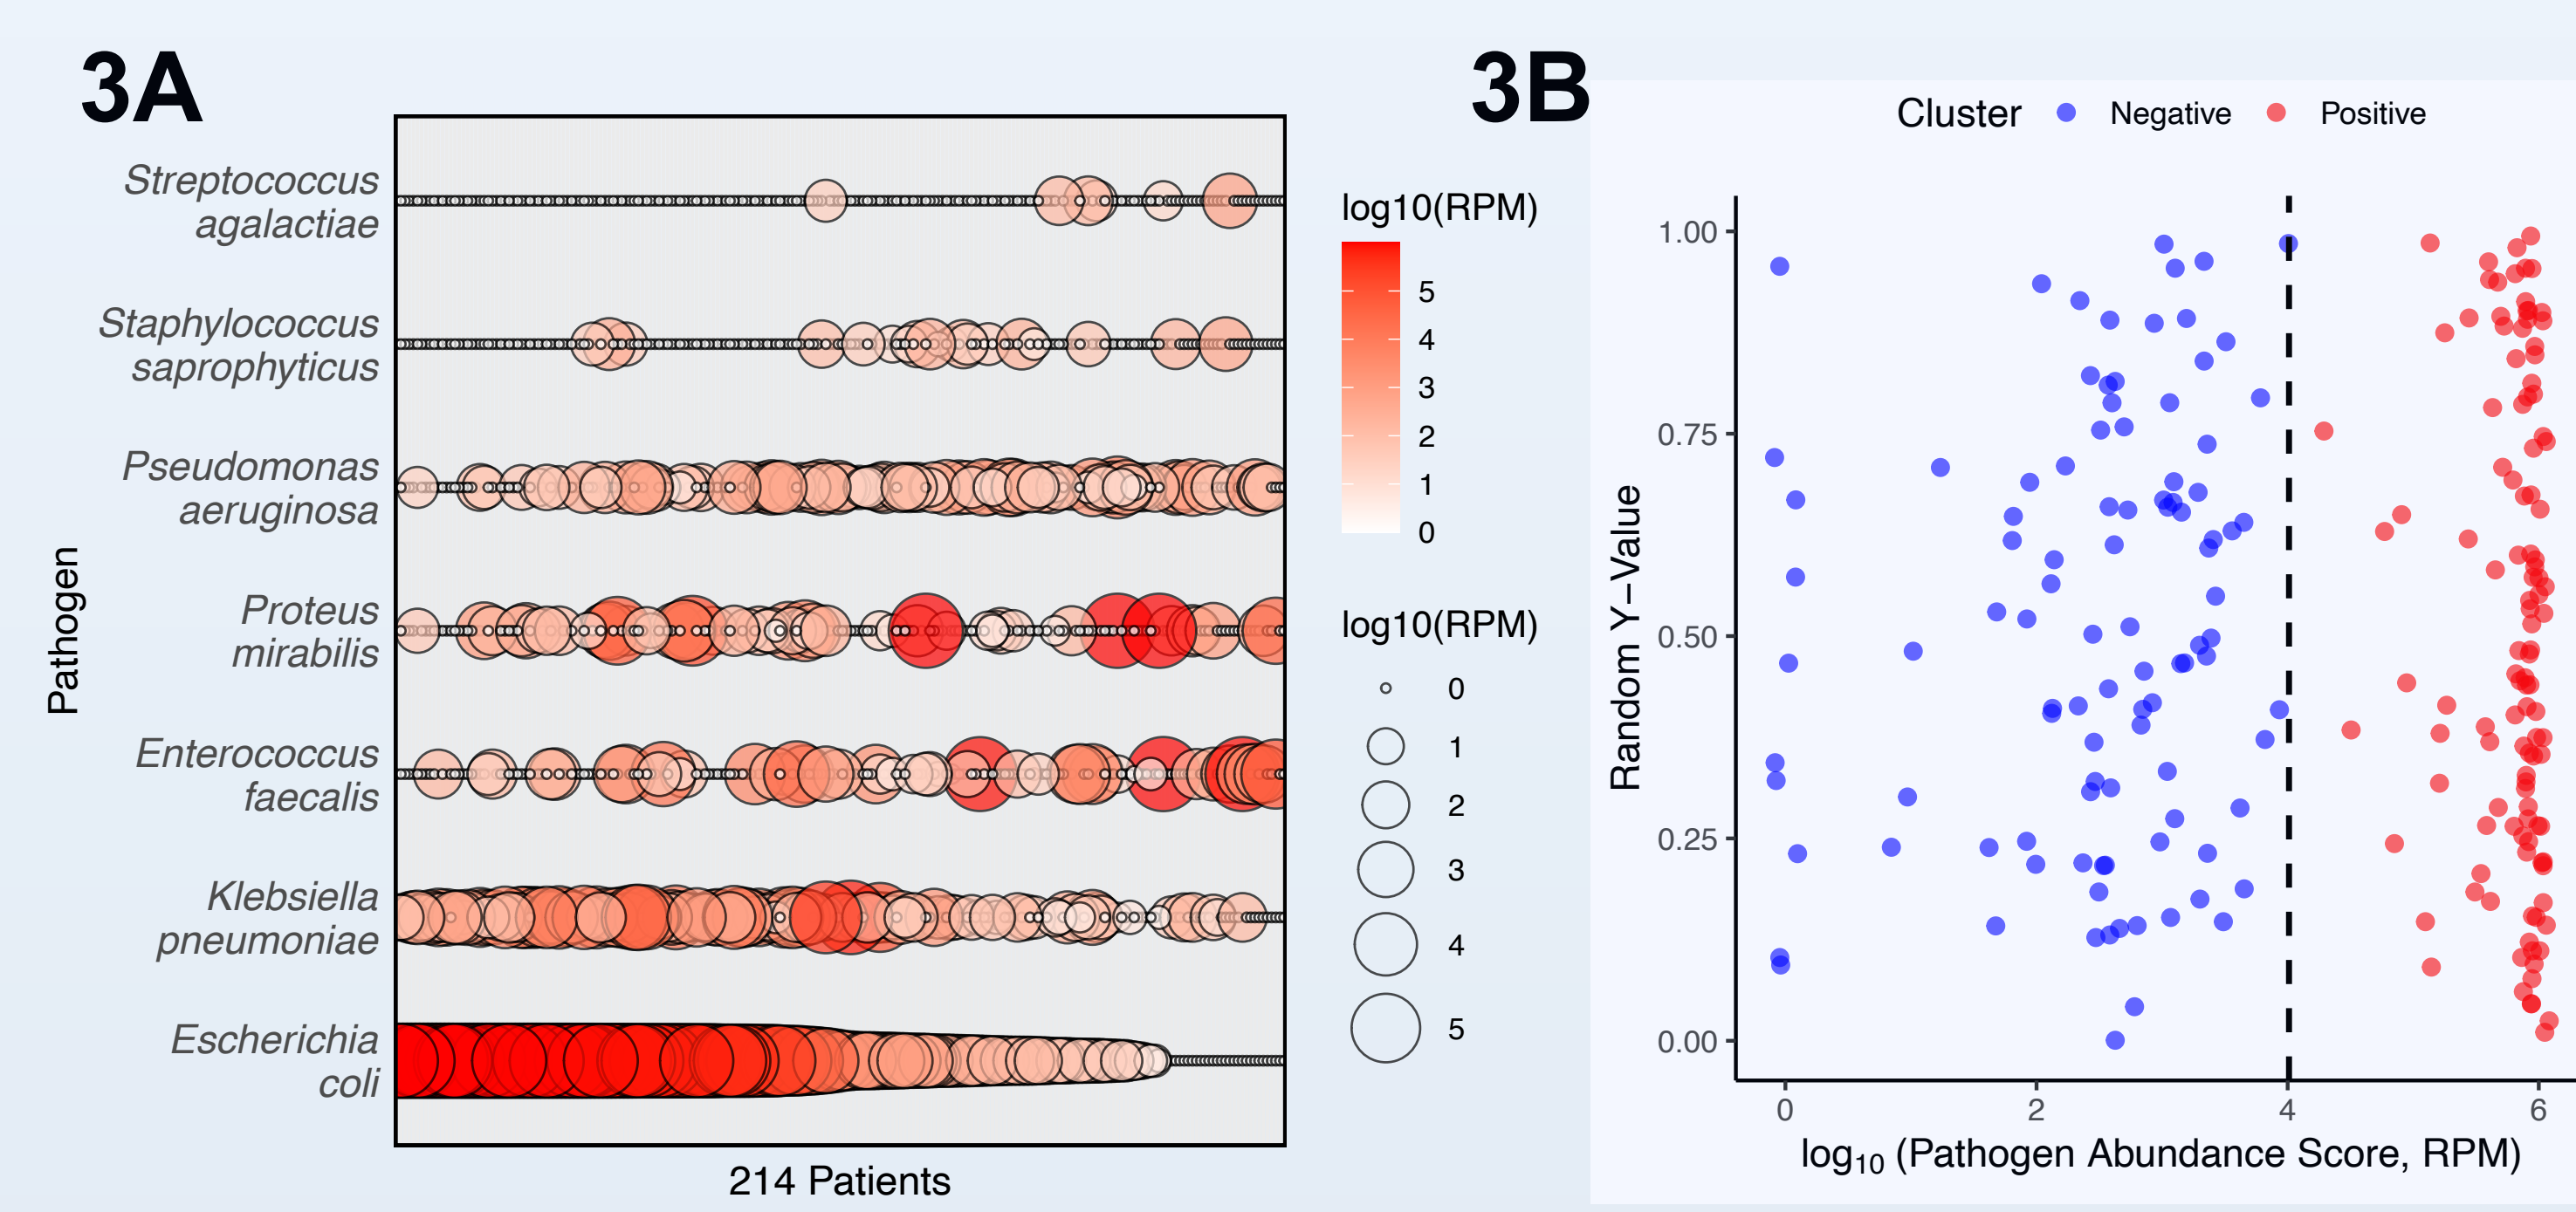 3A
Streptococcus
agalactiae
Staphylococcus
saprophyticus
Pseudomonas
aeruginosa
Proteus
mirabilis
Enterococcus
faecalis
Klebsiella
pneumoniae
Escherichia
coli
Pathogen
214 Patients
log10(RPM)
5
4
3
2
1
0
log10(RPM)
0
1
2
3
4
5
3B
Cluster Negative Positive
1.00
0.75
0.50
0.25
0.00
Random Y−Value
0 2 4 6
log₁₀ (Pathogen Abundance Score, RPM)